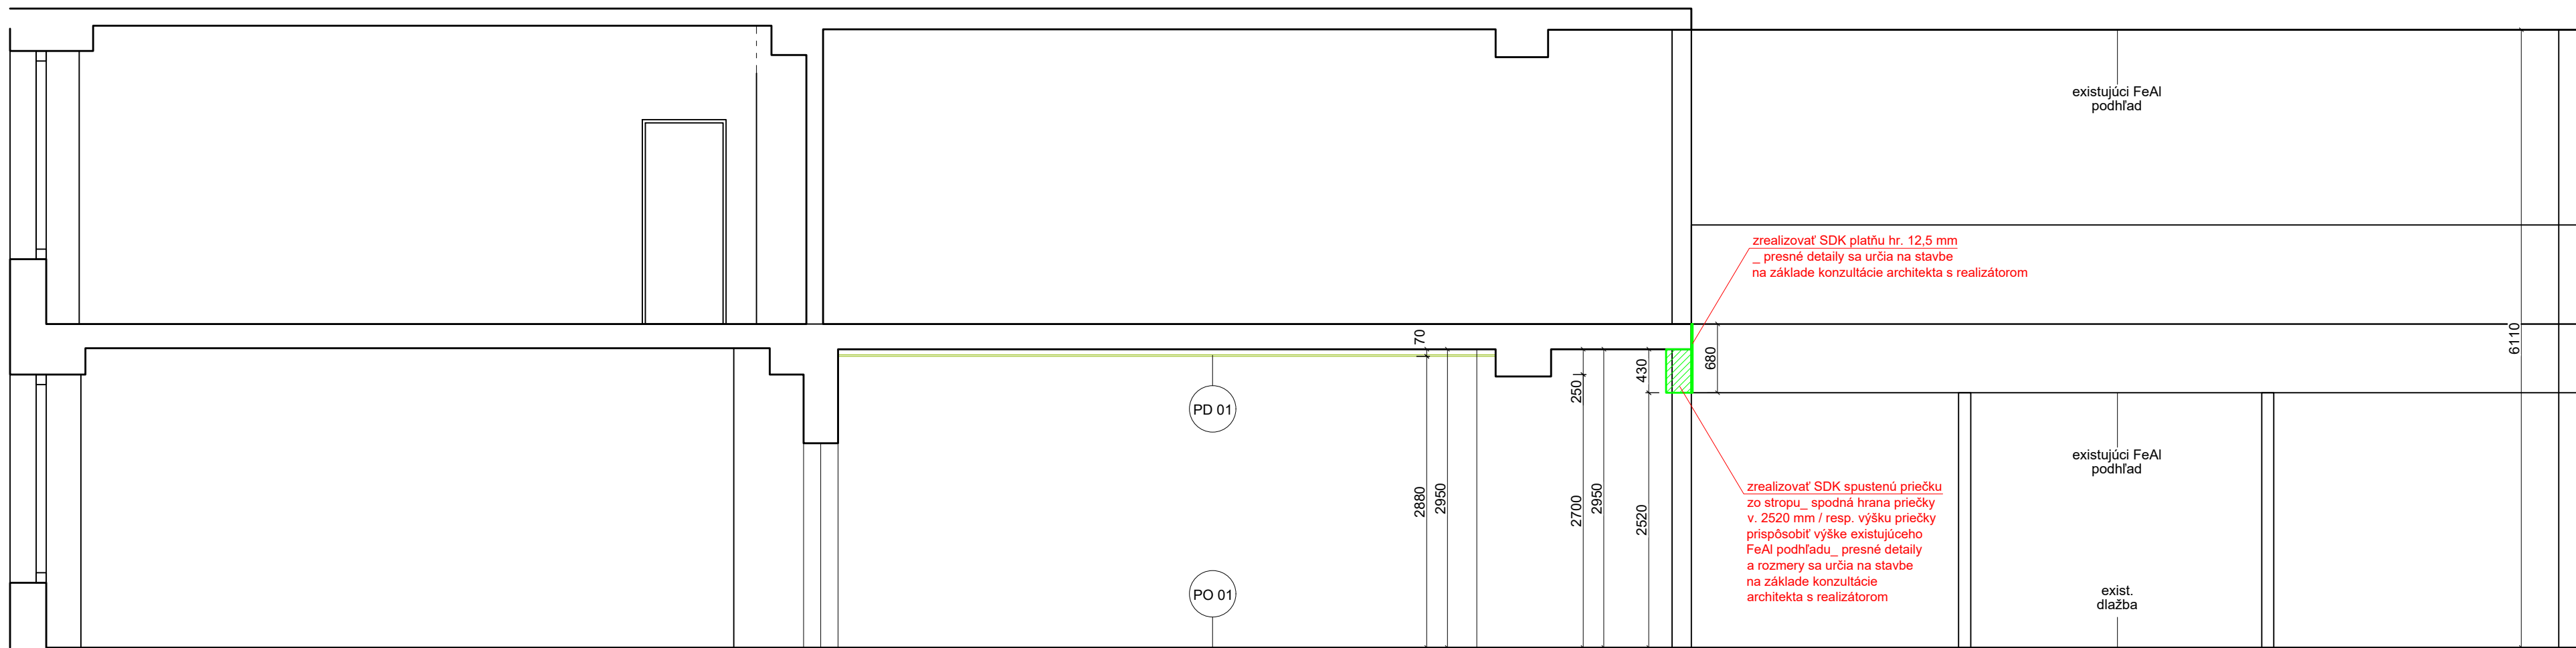 existujúci FeAl
podhľad
zrealizovať SDK platňu hr. 12,5 mm
_ presné detaily sa určia na stavbe
na základe konzultácie architekta s realizátorom
70
430
680
250
6110
PD 01
existujúci FeAl
podhľad
2880
2950
2700
2950
2520
zrealizovať SDK spustenú priečku
zo stropu_ spodná hrana priečky
v. 2520 mm / resp. výšku priečky
prispôsobiť výške existujúceho
FeAl podhľadu_ presné detaily
a rozmery sa určia na stavbe
na základe konzultácie
architekta s realizátorom
PO 01
exist.
dlažba